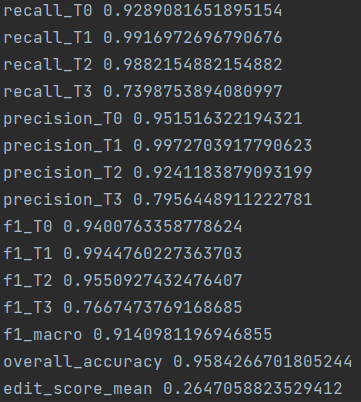 recall_T0 0.9289081651895154
recall_T1 0.9916972696790676
recall_T2 0.9882154882154882
recall_T3 0.7398753894080997
precision_T0 0.951516322194321
precision_T1 0.9972703917790623
precision_T2 0.9241183879093199
precision_T3 0.7956448911222781
f1_T0 0.9400763358778624
f1_T1 0.9944760227363703
f1_T2 0.9550927432476407
f1_T3 0.7667473769168685
f1_macro 0.9140981196946855
overall_accuracy 0.9584266701805244
edit_score_mean 0.2647058823529412